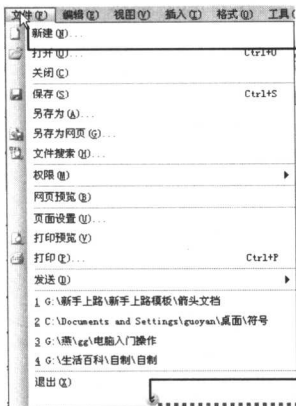 文件(F) 编辑(E) 视图(V) 插入(I) 格式(O) 工具(
新建(N)...
打开(O)... Ctrl+O
关闭(C)
保存(S) Ctrl+S
另存为(A)...
另存为网页(G)...
文件搜索(H)...
权限(M)
网页预览(B)
页面设置(U)...
打印预览(V)
打印(P)... Ctrl+P
发送(D)
1 G:\新手上路\新手上路模板\箭头文档
2 C:\Documents and Settings\guoyan\桌面\符号
3 G:\燕\gg\电脑入门操作
4 G:\生活百科\自制\自制
退出(X)